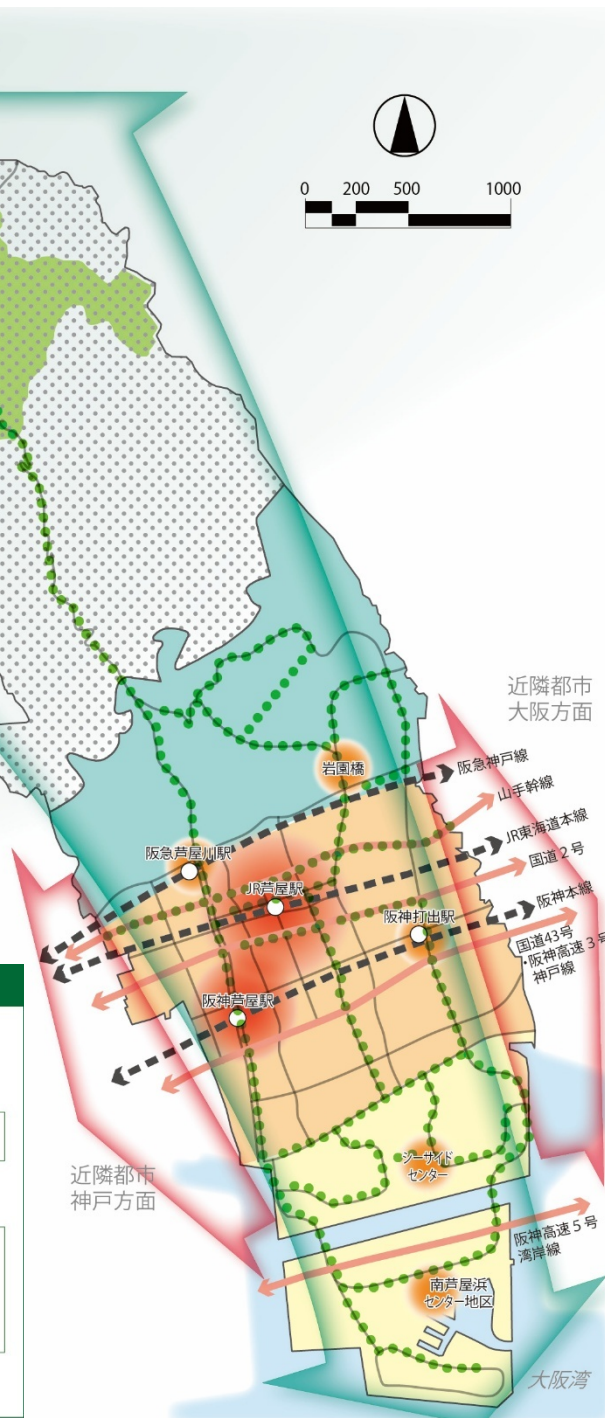 0 200 500 1000
近隣都市
大阪方面
阪急神戸線
岩園橋
山手幹線
JR東海道本線
阪急芦屋川駅
国道2号
JR芦屋駅
阪神本線
阪神打出駅
国道43号
・阪神高速3号
神戸線
阪神芦屋駅
シーサイド
センター
近隣都市
神戸方面
阪神高速5号
湾岸線
南芦屋浜
センター地区
大阪湾